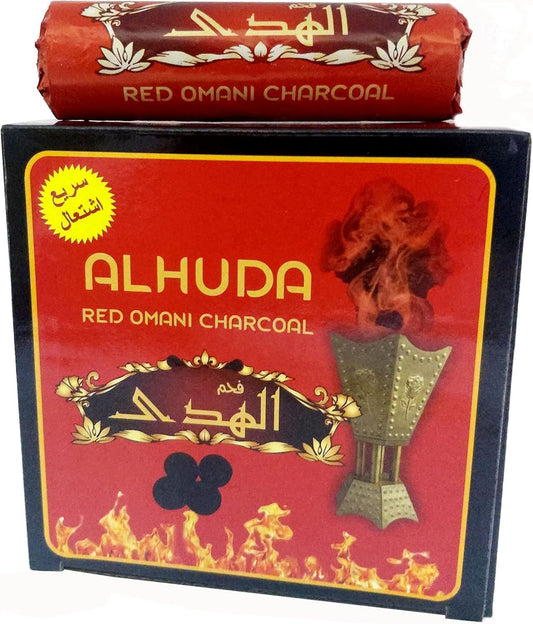 فحم
الهدى
RED OMANI CHARCOAL
سريع
اشتعال
ALHUDA
RED OMANI CHARCOAL
فحم
الهدى